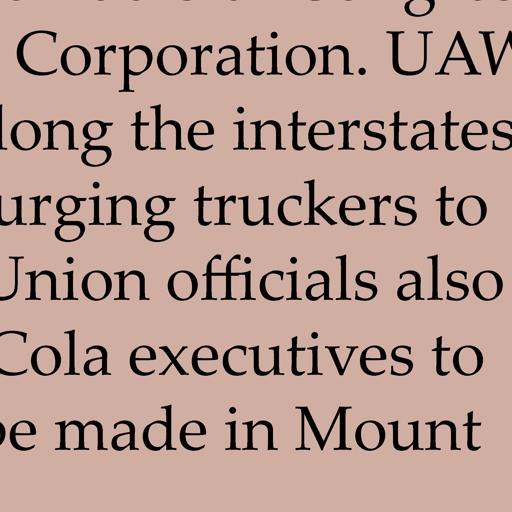 Corporation. UAW
long the interstates
urging truckers to
Union officials also
Cola executives to
be made in Mount